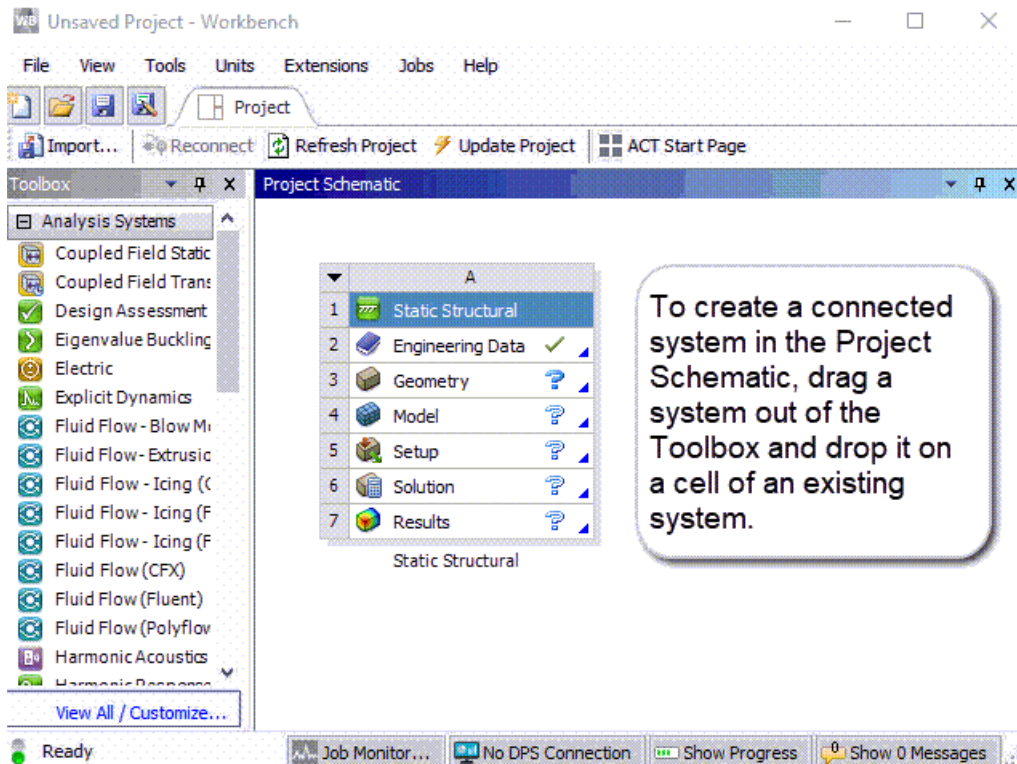 WB Unsaved Project - Workbench
File View Tools Units Extensions Jobs Help
Project
Import... Reconnect Refresh Project Update Project ACT Start Page
Toolbox
Project Schematic
Analysis Systems
Coupled Field Static
Coupled Field Trans
Design Assessment
Eigenvalue Buckling
Electric
Explicit Dynamics
Fluid Flow - Blow Mo
Fluid Flow- Extrusio
Fluid Flow - Icing (C
Fluid Flow - Icing (F
Fluid Flow - Icing (F
Fluid Flow (CFX)
Fluid Flow (Fluent)
Fluid Flow (Polyflow
Harmonic Acoustics
Harmonic Response
View All / Customize...
A
1 Static Structural
2 Engineering Data
3 Geometry
4 Model
5 Setup
6 Solution
7 Results
Static Structural
To create a connected
system in the Project
Schematic, drag a
system out of the
Toolbox and drop it on
a cell of an existing
system.
Ready
Job Monitor... No DPS Connection Show Progress 0 Show 0 Messages